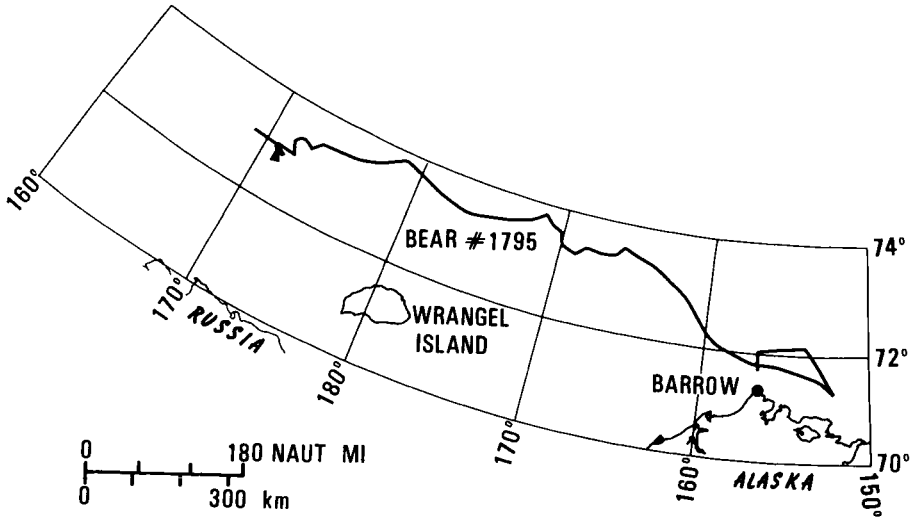 74°
160°
BEAR #1795
170°
RUSSIA
WRANGEL
ISLAND
72°
180°
BARROW
170°
160°
70°
ALASKA
150°
0 180 NAUT MI
0 300 km